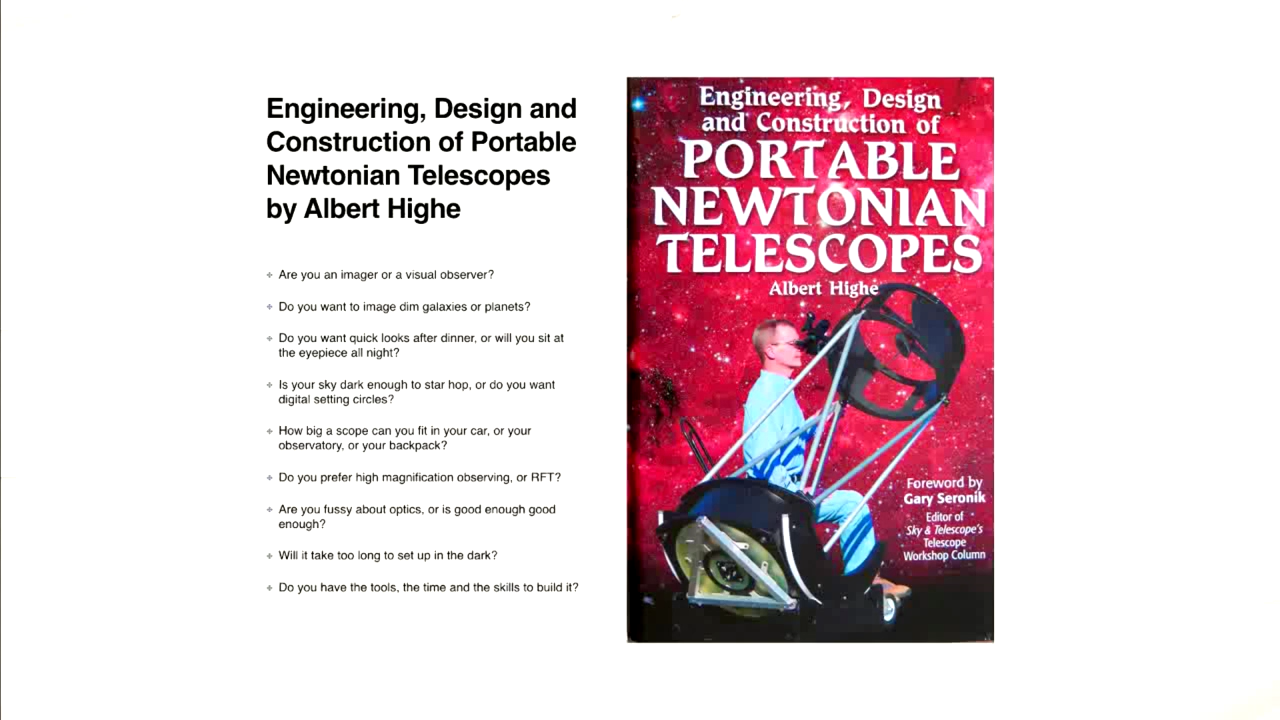 Engineering, Design and
Construction of Portable
Newtonian Telescopes
by Albert Highe
Are you an imager or a visual observer?
Do you want to image dim galaxies or planets?
Do you want quick looks after dinner, or will you sit at
the eyepiece all night?
Is your sky dark enough to star hop, or do you want
digital setting circles?
How big a scope can you fit in your car, or your
observatory, or your backpack?
Do you prefer high magnification observing, or RFT?
Are you fussy about optics, or is good enough good
enough?
Will it take too long to set up in the dark?
Do you have the tools, the time and the skills to build it?
Engineering, Design
and Construction of
PORTABLE
NEWTONIAN
TELESCOPES
Albert Highe
Foreword by
Gary Seronik
Editor of
Sky & Telescope's
Telescope
Workshop Column